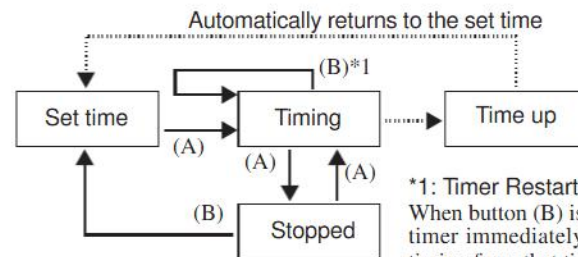 Automatically returns to the set time
(B)*1
Set time
Timing
Time up
(A)
(A)
(A)
*1: Timer Restart
(B)
When button (B) is
Stopped
timer immediately